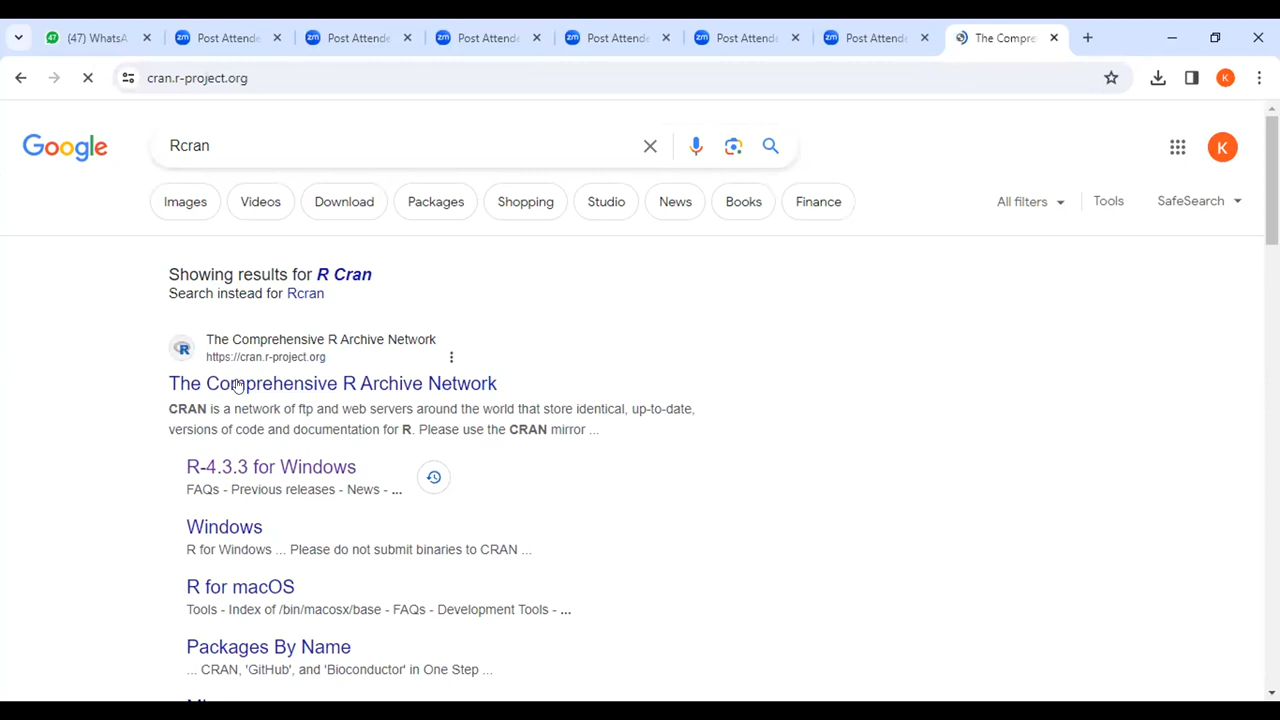 (47) WhatsA
Post Attende
Post Attende
Post Attende
Post Attende
Post Attende
Post Attende
The Compre
cran.r-project.org
K
Google
Rcran
K
Images
Videos
Download
Packages
Shopping
Studio
News
Books
Finance
All filters
Tools
SafeSearch
Showing results for R Cran
Search instead for Rcran
The Comprehensive R Archive Network
https://cran.r-project.org
The Comprehensive R Archive Network
CRAN is a network of ftp and web servers around the world that store identical, up-to-date,
versions of code and documentation for R. Please use the CRAN mirror ...
R-4.3.3 for Windows
FAQs - Previous releases - News - ...
Windows
R for Windows ... Please do not submit binaries to CRAN ...
R for macOS
Tools - Index of /bin/macosx/base - FAQs - Development Tools - ...
Packages By Name
... CRAN, 'GitHub', and 'Bioconductor' in One Step ...